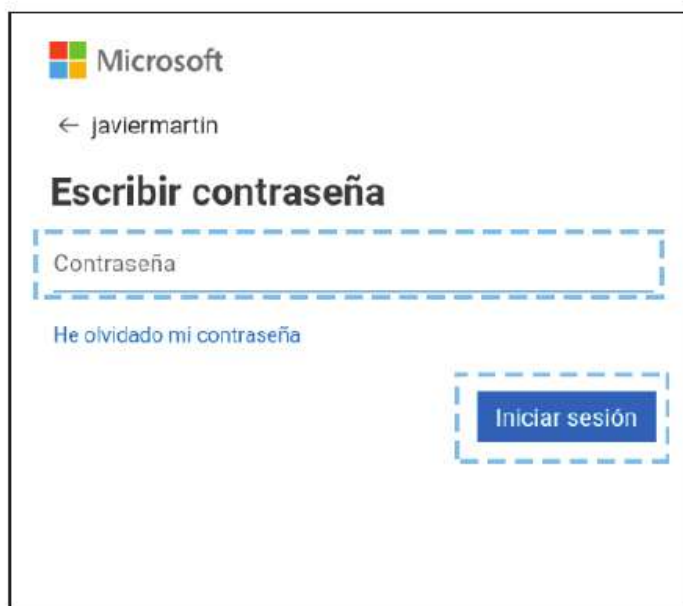 Microsoft
← javiermartin
Escribir contraseña
Contraseña
He olvidado mi contraseña
Iniciar sesión